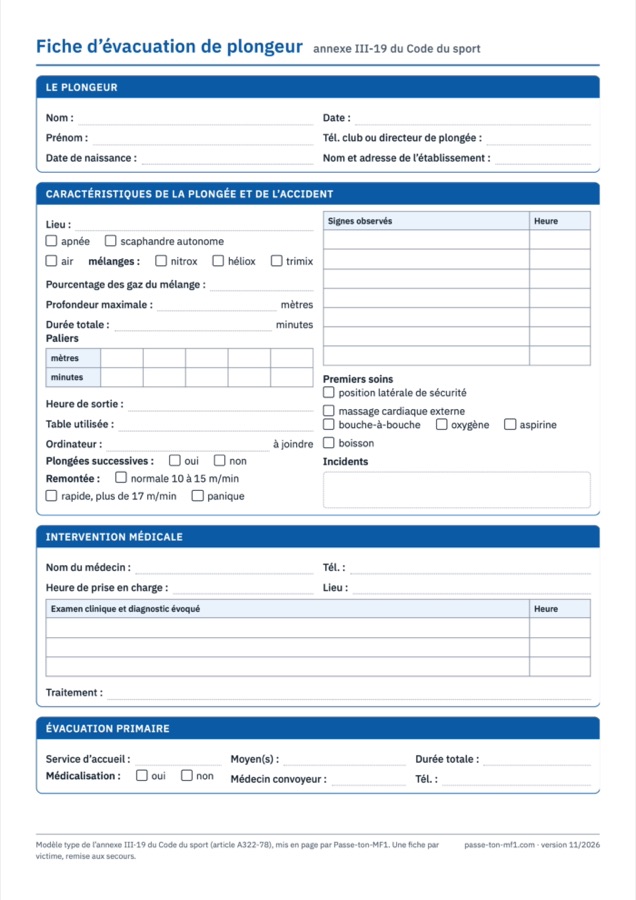 Fiche d’évacuation de plongeur annexe III-19 du Code du sport
LE PLONGEUR
Nom :
Prénom :
Date de naissance :
Date :
Tél. club ou directeur de plongée :
Nom et adresse de l’établissement :
CARACTÉRISTIQUES DE LA PLONGÉE ET DE L’ACCIDENT
Lieu :
apnée scaphandre autonome
air mélanges : nitrox héliox trimix
Pourcentage des gaz du mélange :
Profondeur maximale : mètres
Durée totale : minutes
Paliers
mètres
minutes
Heure de sortie :
Table utilisée :
Ordinateur : à joindre
Plongées successives : oui non
Remontée : normale 10 à 15 m/min
rapide, plus de 17 m/min panique
Signes observés Heure
Premiers soins
position latérale de sécurité
massage cardiaque externe
bouche-à-bouche oxygène aspirine
boisson
Incidents
INTERVENTION MÉDICALE
Nom du médecin : Tél. :
Heure de prise en charge : Lieu :
Examen clinique et diagnostic évoqué Heure
Traitement :
ÉVACUATION PRIMAIRE
Service d’accueil : Moyen(s) : Durée totale :
Médicalisation : oui non Médecin convoyeur : Tél. :
Modèle type de l’annexe III-19 du Code du sport (article A322-78), mis en page par Passe-ton-MF1. Une fiche par
victime, remise aux secours.
passe-ton-mf1.com · version 11/2026